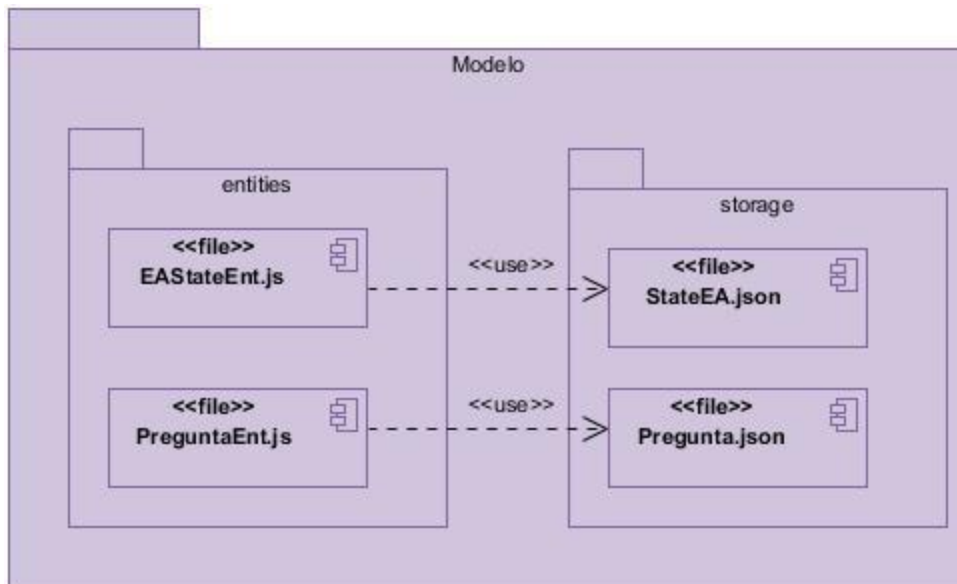 Modelo
entities
storage
<<file>>
EAStateEnt.js
<<use>>
<<file>>
StateEA.json
<<file>>
PreguntaEnt.js
<<use>>
<<file>>
Pregunta.json